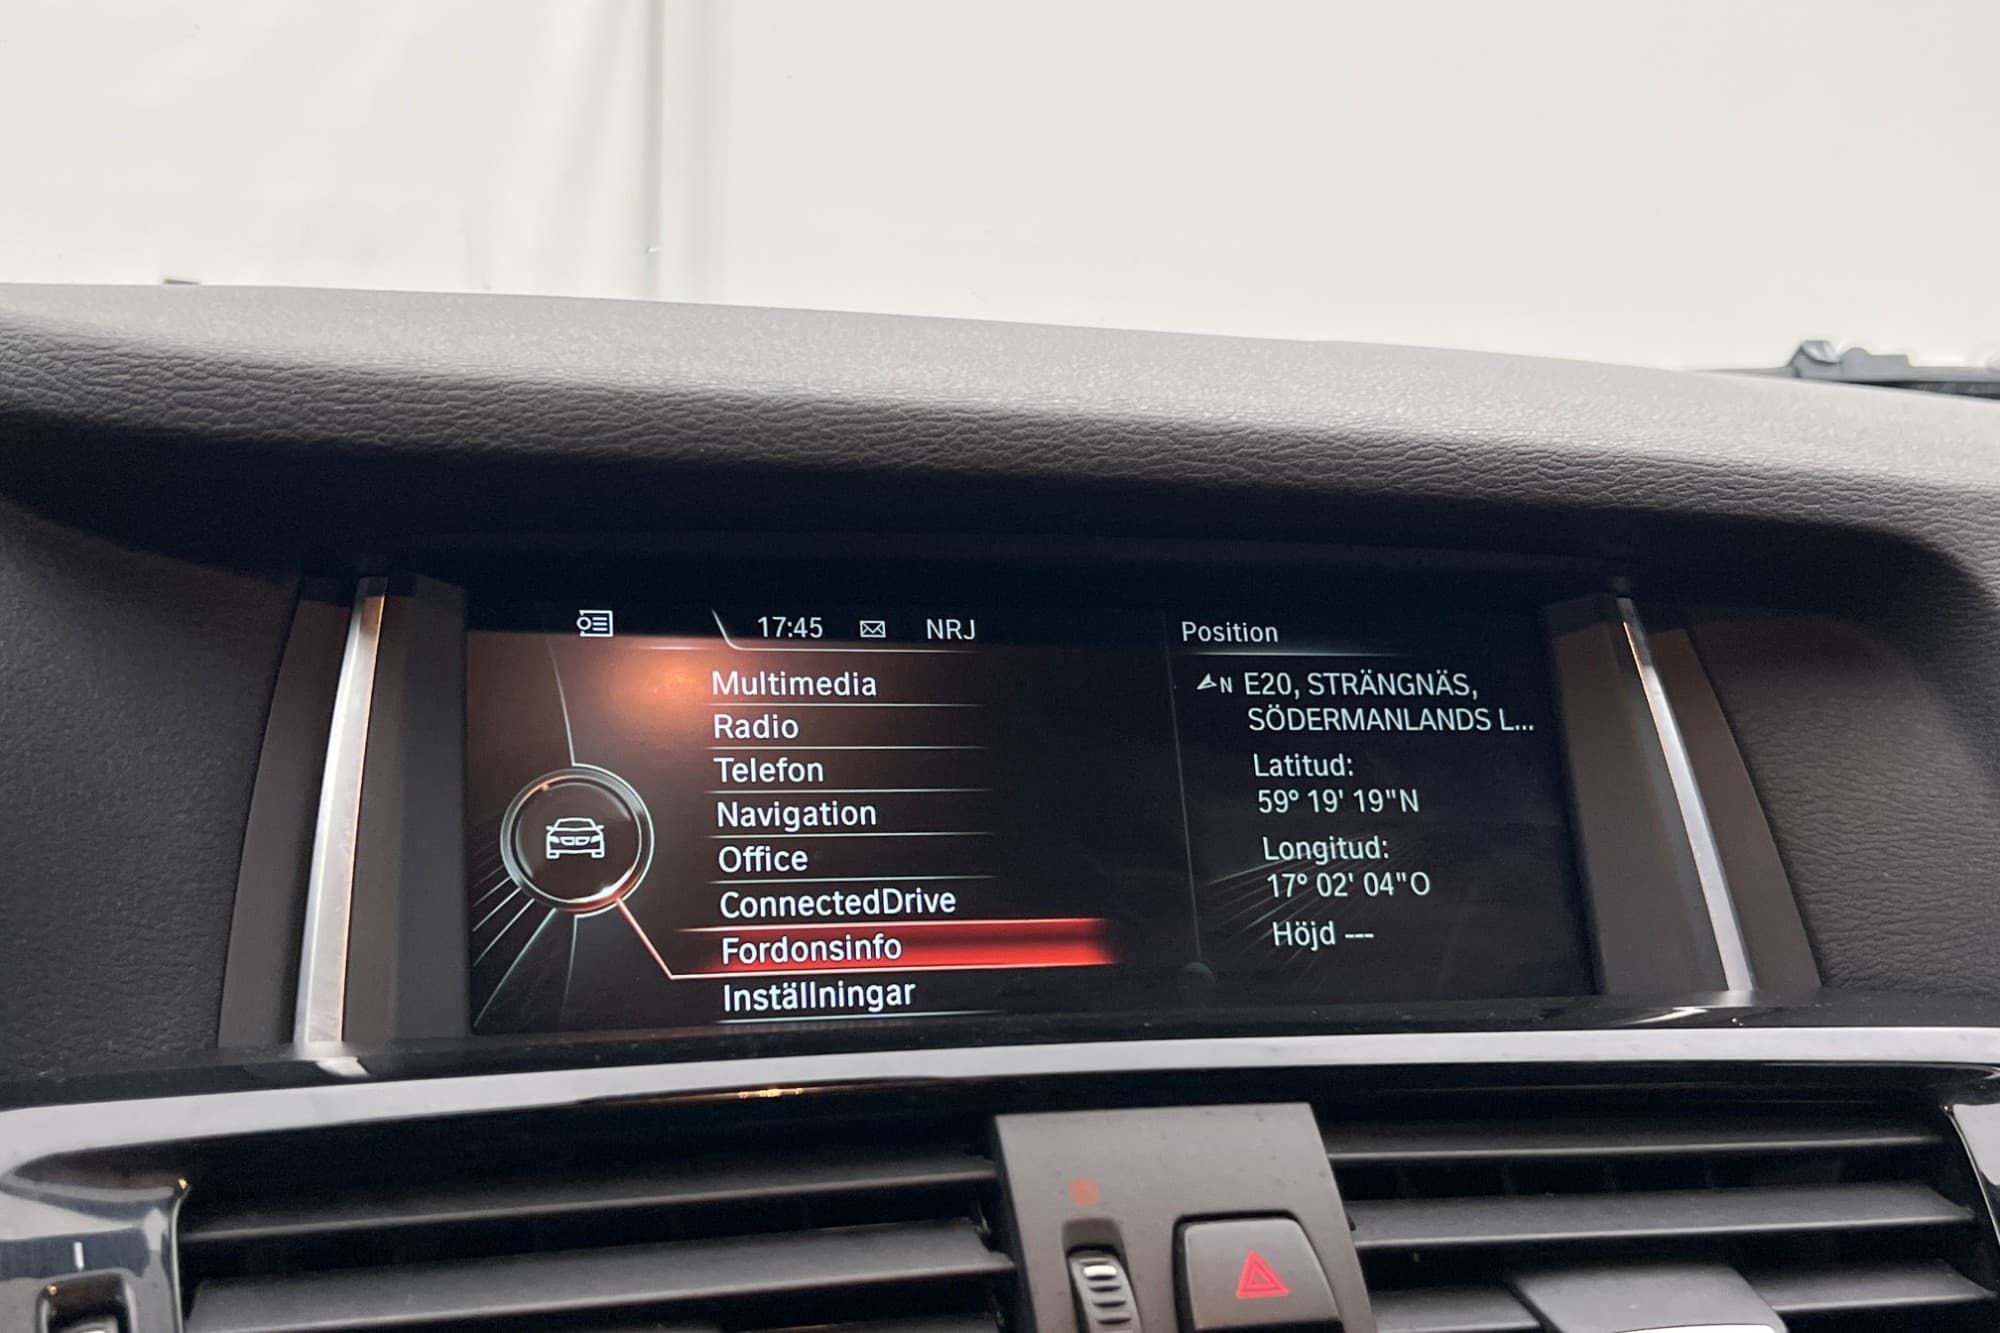 17:45 NRJ
Multimedia
Radio
Telefon
Navigation
Office
ConnectedDrive
Fordonsinfo
Inställningar
Position
N E20, STRÄNGNÄS,
SÖDERMANLANDS L...
Latitud:
59° 19' 19"N
Longitud:
17° 02' 04"O
Höjd ---